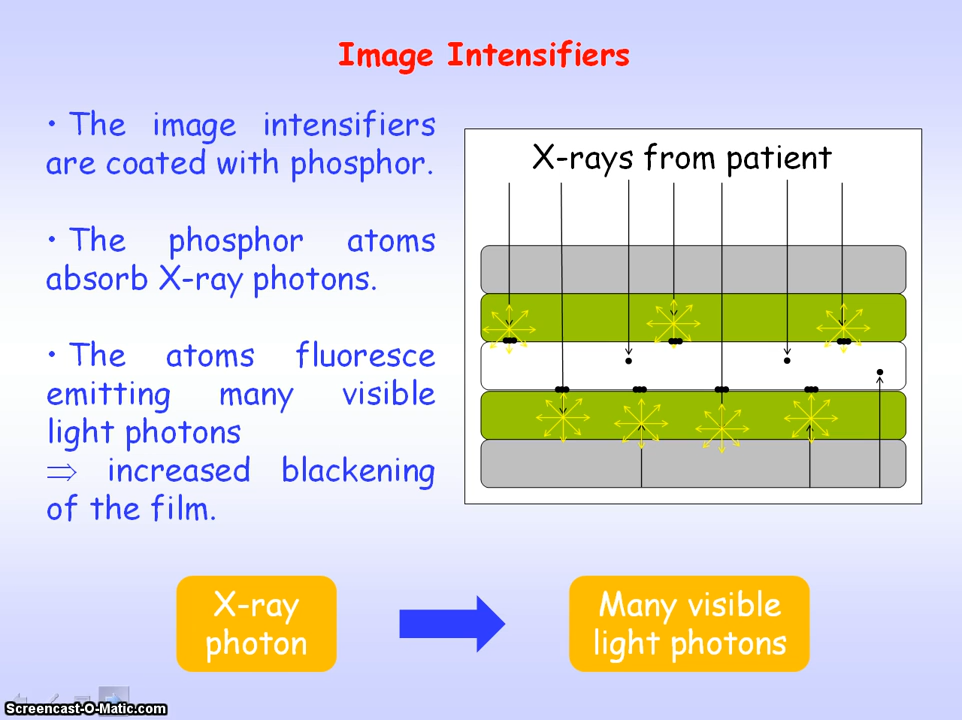 Image Intensifiers
• The image intensifiers
are coated with phosphor.
• The phosphor atoms
absorb X-ray photons.
• The atoms fluoresce
emitting many visible
light photons
⇒ increased blackening
of the film.
X-rays from patient
X-ray
photon
Many visible
light photons
Screencast-O-Matic.com